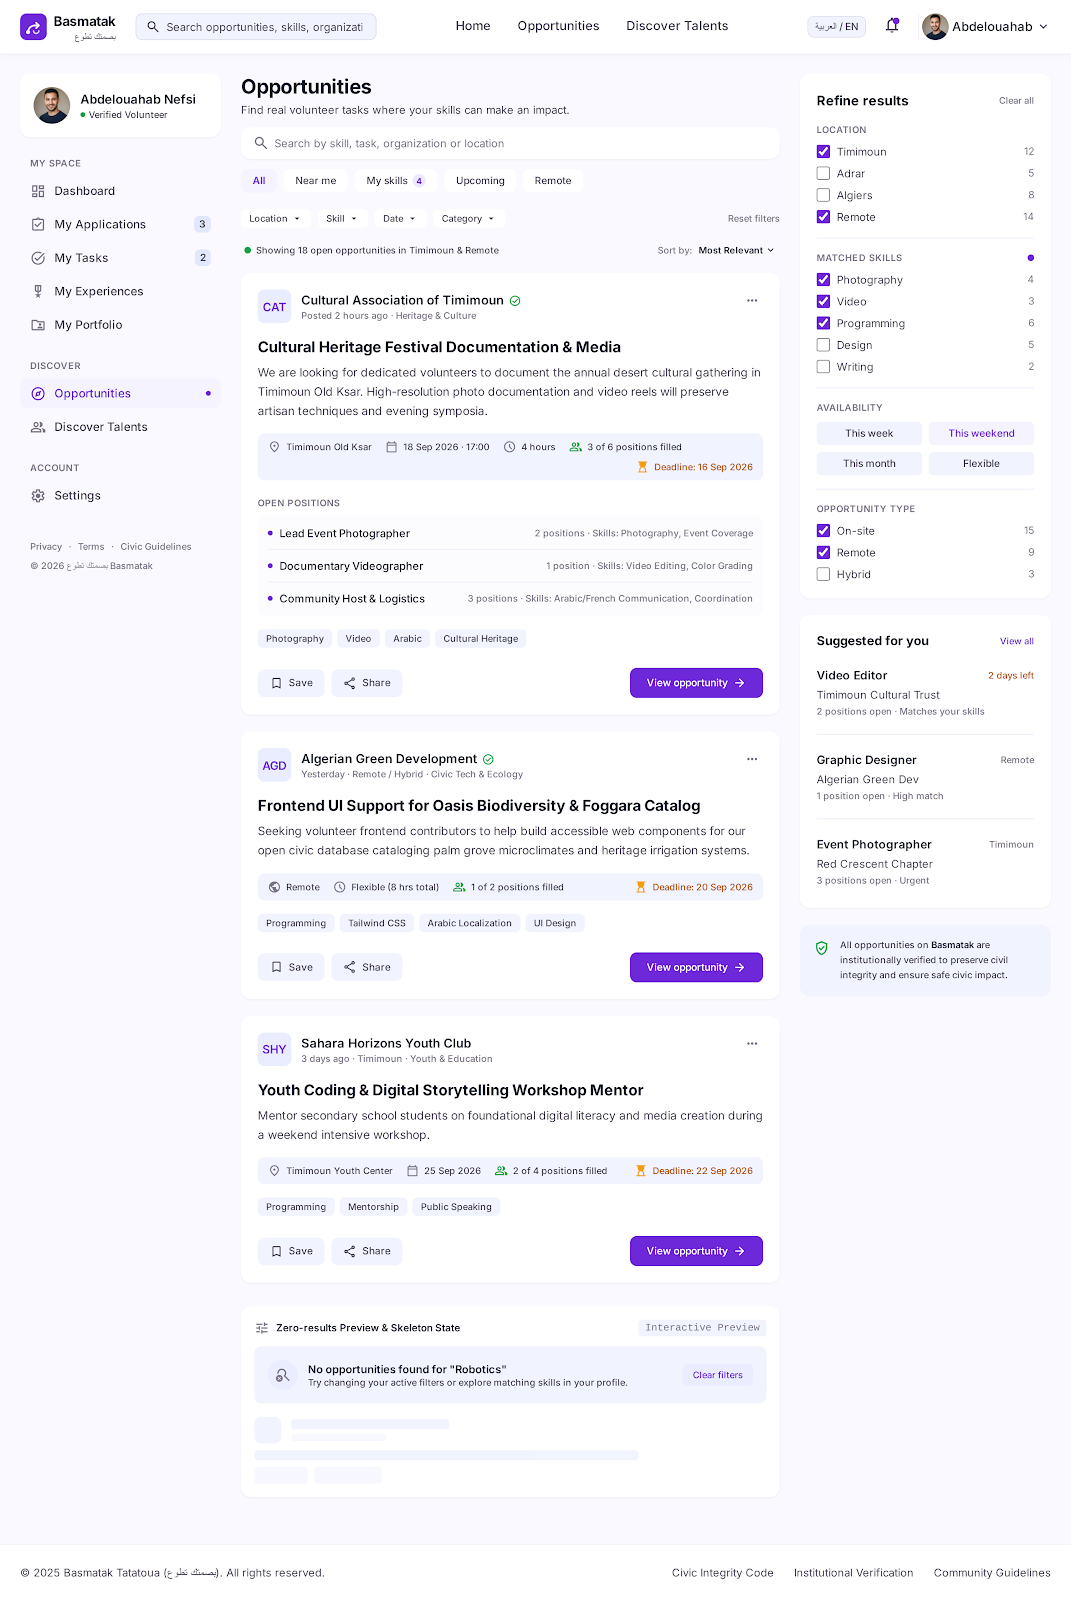 Basmatak
بصمتك تطوع
Search opportunities, skills, organizati
Home
Opportunities
Discover Talents
العربية / EN
Abdelouahab
Abdelouahab Nefsi
Verified Volunteer
MY SPACE
Dashboard
My Applications 3
My Tasks 2
My Experiences
My Portfolio
DISCOVER
Opportunities
Discover Talents
ACCOUNT
Settings
Privacy · Terms · Civic Guidelines
© 2026 بصمتك تطوع Basmatak
Opportunities
Find real volunteer tasks where your skills can make an impact.
Search by skill, task, organization or location
All
Near me
My skills 4
Upcoming
Remote
Location
Skill
Date
Category
Reset filters
Showing 18 open opportunities in Timimoun & Remote
Sort by: Most Relevant
CAT
Cultural Association of Timimoun
Posted 2 hours ago · Heritage & Culture
Cultural Heritage Festival Documentation & Media
We are looking for dedicated volunteers to document the annual desert cultural gathering in
Timimoun Old Ksar. High-resolution photo documentation and video reels will preserve
artisan techniques and evening symposia.
Timimoun Old Ksar
18 Sep 2026 · 17:00
4 hours
3 of 6 positions filled
Deadline: 16 Sep 2026
OPEN POSITIONS
Lead Event Photographer
2 positions · Skills: Photography, Event Coverage
Documentary Videographer
1 position · Skills: Video Editing, Color Grading
Community Host & Logistics
3 positions · Skills: Arabic/French Communication, Coordination
Photography
Video
Arabic
Cultural Heritage
Save
Share
View opportunity
AGD
Algerian Green Development
Yesterday · Remote / Hybrid · Civic Tech & Ecology
Frontend UI Support for Oasis Biodiversity & Foggara Catalog
Seeking volunteer frontend contributors to help build accessible web components for our
open civic database cataloging palm grove microclimates and heritage irrigation systems.
Remote
Flexible (8 hrs total)
1 of 2 positions filled
Deadline: 20 Sep 2026
Programming
Tailwind CSS
Arabic Localization
UI Design
Save
Share
View opportunity
SHY
Sahara Horizons Youth Club
3 days ago · Timimoun · Youth & Education
Youth Coding & Digital Storytelling Workshop Mentor
Mentor secondary school students on foundational digital literacy and media creation during
a weekend intensive workshop.
Timimoun Youth Center
25 Sep 2026
2 of 4 positions filled
Deadline: 22 Sep 2026
Programming
Mentorship
Public Speaking
Save
Share
View opportunity
Zero-results Preview & Skeleton State
Interactive Preview
No opportunities found for "Robotics"
Try changing your active filters or explore matching skills in your profile.
Clear filters
Refine results
Clear all
LOCATION
Timimoun 12
Adrar 5
Algiers 8
Remote 14
MATCHED SKILLS
Photography 4
Video 3
Programming 6
Design 5
Writing 2
AVAILABILITY
This week
This weekend
This month
Flexible
OPPORTUNITY TYPE
On-site 15
Remote 9
Hybrid 3
Suggested for you
View all
Video Editor
2 days left
Timimoun Cultural Trust
2 positions open · Matches your skills
Graphic Designer
Remote
Algerian Green Dev
1 position open · High match
Event Photographer
Timimoun
Red Crescent Chapter
3 positions open · Urgent
All opportunities on Basmatak are
institutionally verified to preserve civil
integrity and ensure safe civic impact.
© 2025 Basmatak Tatatoua (بصمتك تطوع). All rights reserved.
Civic Integrity Code
Institutional Verification
Community Guidelines